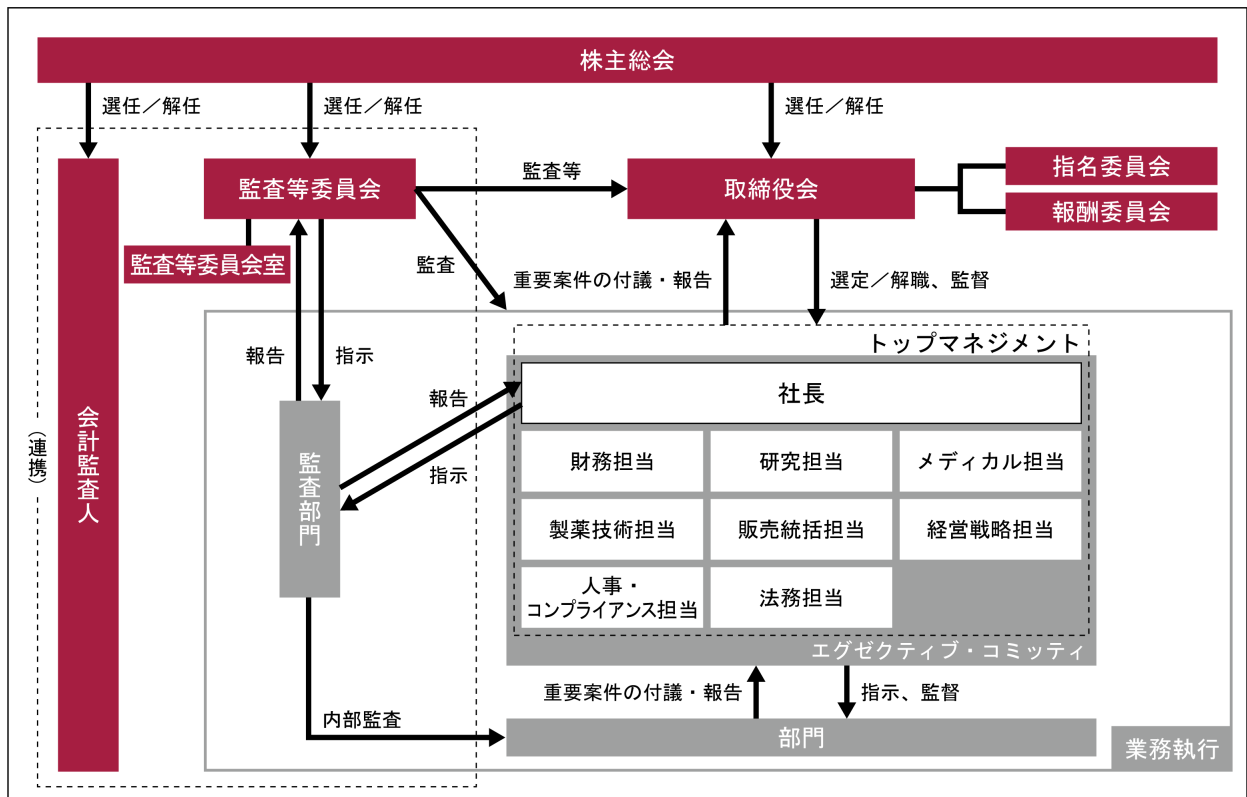 株主総会
選任／解任
選任／解任
選任／解任
監査等委員会
監査等
取締役会
指名委員会
報酬委員会
監査等委員会室
監査
重要案件の付議・報告
選定／解職、監督
トップマネジメント
報告
指示
社長
報告
指示
（連携）
会計監査人
監査部門
財務担当
研究担当
メディカル担当
製薬技術担当
販売統括担当
経営戦略担当
人事・
コンプライアンス担当
法務担当
エグゼクティブ・コミッティ
重要案件の付議・報告
指示、監督
内部監査
部門
業務執行